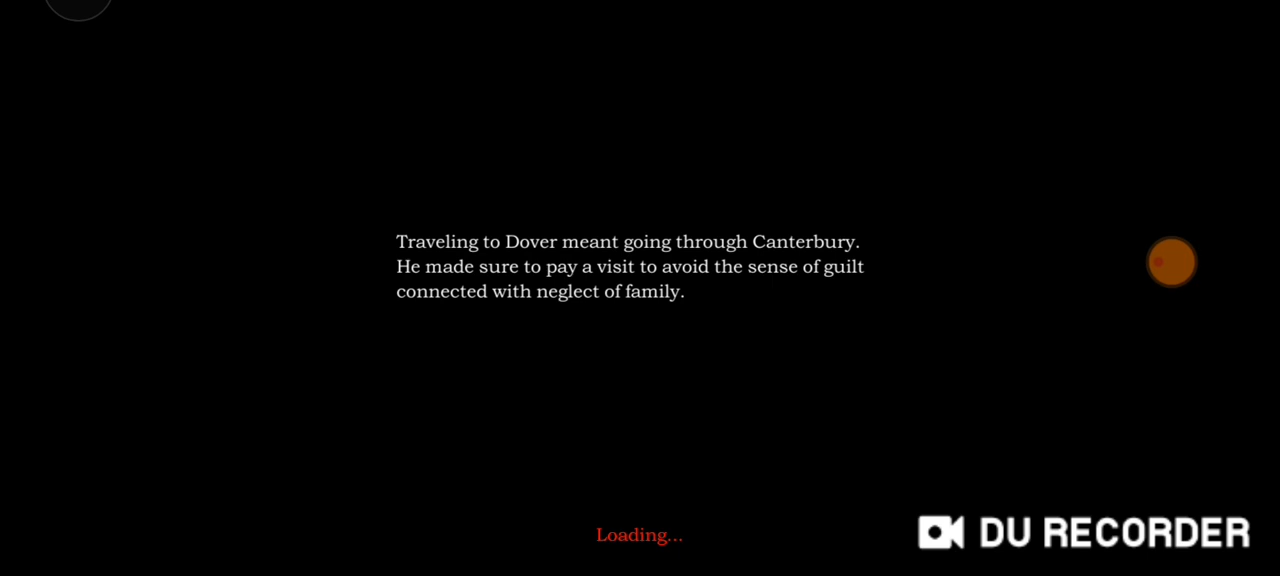 Traveling to Dover meant going through Canterbury.
He made sure to pay a visit to avoid the sense of guilt
connected with neglect of family.
Loading...
DU RECORDER